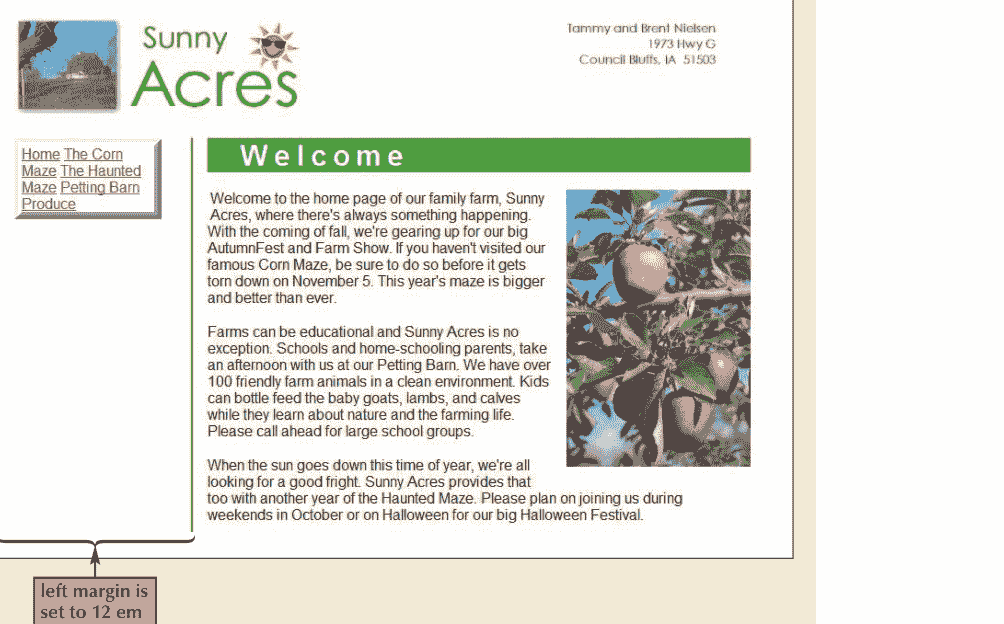 Sunny
Acres
Tammy and Brent Nielsen
1973 Hwy G
Council Bluffs, IA 51503
Home The Corn
Maze The Haunted
Maze Petting Barn
Produce
Welcome
Welcome to the home page of our family farm, Sunny
Acres, where there's always something happening.
With the coming of fall, we're gearing up for our big
AutumnFest and Farm Show. If you haven't visited our
famous Corn Maze, be sure to do so before it gets
torn down on November 5. This year's maze is bigger
and better than ever.
Farms can be educational and Sunny Acres is no
exception. Schools and home-schooling parents, take
an afternoon with us at our Petting Barn. We have over
100 friendly farm animals in a clean environment. Kids
can bottle feed the baby goats, lambs, and calves
while they learn about nature and the farming life.
Please call ahead for large school groups.
When the sun goes down this time of year, we're all
looking for a good fright. Sunny Acres provides that
too with another year of the Haunted Maze. Please plan on joining us during
weekends in October or on Halloween for our big Halloween Festival.
left margin is
set to 12 em